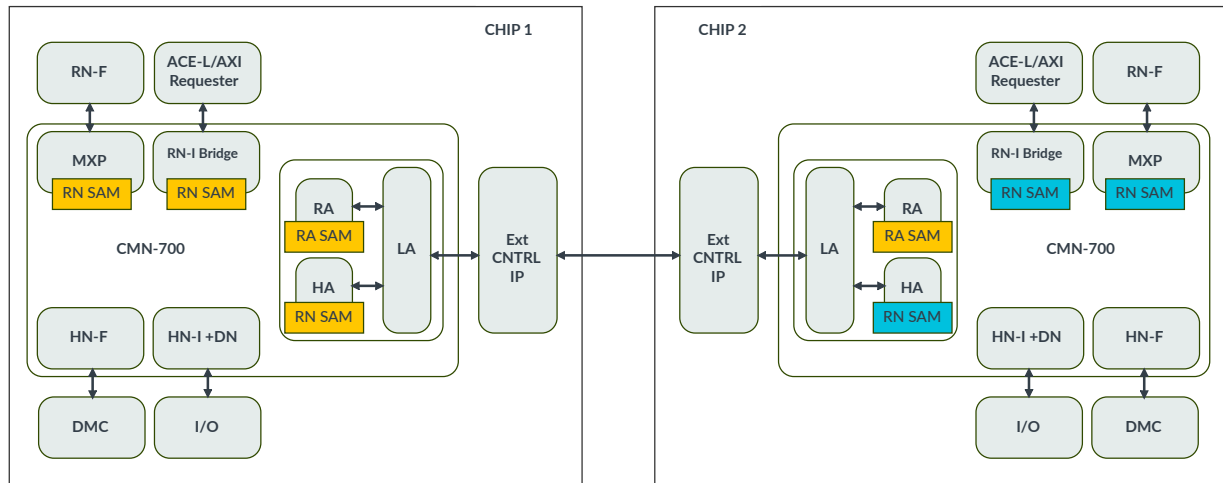 CHIP 1
RN-F
ACE-L/AXI
Requester
MXP
RN SAM
RN-I Bridge
RN SAM
CMN-700
RA
RA SAM
HA
RN SAM
LA
Ext
CNTRL
IP
HN-F
HN-I +DN
DMC
I/O
CHIP 2
ACE-L/AXI
Requester
RN-F
RN-I Bridge
RN SAM
MXP
RN SAM
Ext
CNTRL
IP
LA
RA
RA SAM
HA
RN SAM
CMN-700
HN-I +DN
HN-F
I/O
DMC